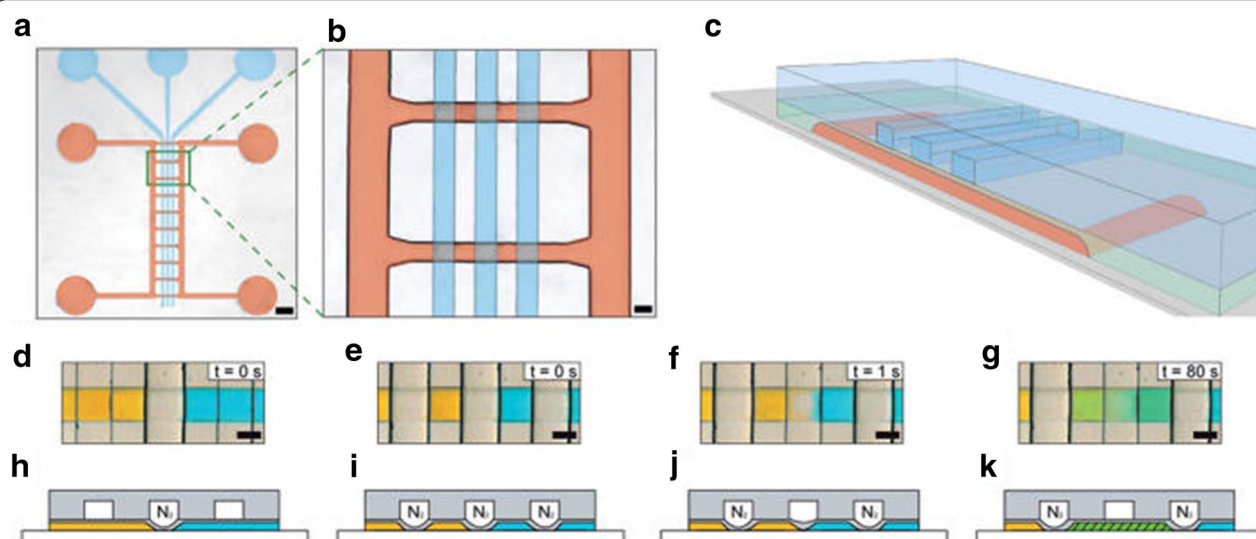 a
b
c
d
t = 0 s
e
t = 0 s
f
t = 1 s
g
t = 80 s
h
N₂
i
N₂ N₂ N₂
j
N₂ N₂
k
N₂ N₂